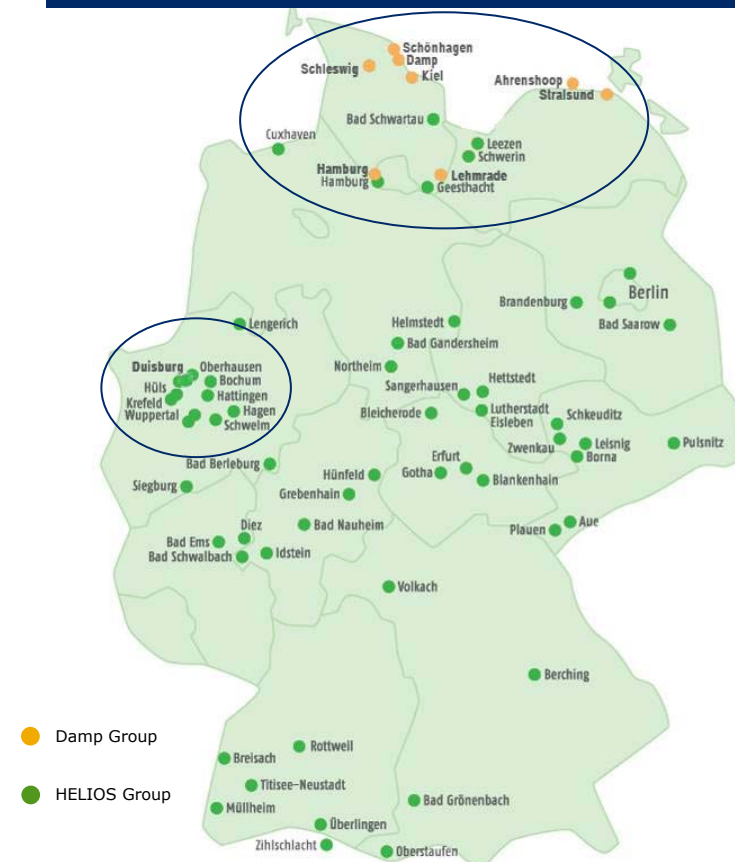 Schönhagen
Damp
Schleswig
Kiel
Ahrenshoop
Stralsund
Bad Schwartau
Cuxhaven
Leezen
Schwerin
Hamburg
Hamburg
Lehmrade
Geesthacht
Berlin
Brandenburg
Bad Saarow
Lengerich
Helmstedt
Bad Gandersheim
Duisburg
Oberhausen
Northeim
Bochum
Hüls
Hettstedt
Sangerhausen
Krefeld
Hattingen
Wuppertal
Hagen
Schwelm
Bleicherode
Lutherstadt
Eisleben
Schkeuditz
Zwenkau
Leisnig
Borna
Pulsnitz
Bad Berleburg
Siegburg
Hünfeld
Erfurt
Gotha
Grebenhain
Blankenhain
Diez
Bad Nauheim
Plauen
Aue
Bad Ems
Bad Schwalbach
Idstein
Volkach
Berching
Damp Group
Rottweil
Breisach
HELIOS Group
Titisee-Neustadt
Müllheim
Bad Grönenbach
Überlingen
Zihlschlacht
Oberstaufen